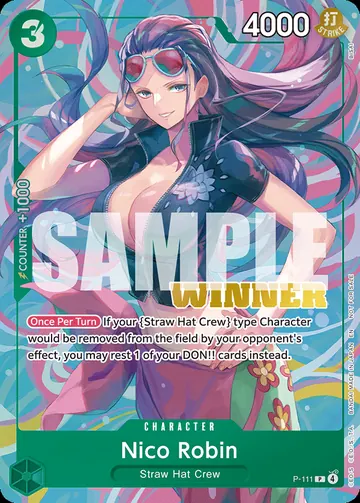 3
4000
打
STRIKE
COUNTER +1000
SAMPLE
WINNER
Once Per Turn If your {Straw Hat Crew} type Character
would be removed from the field by your opponent's
effect, you may rest 1 of your DON!! cards instead.
CHARACTER
Nico Robin
Straw Hat Crew
P-111 P 4